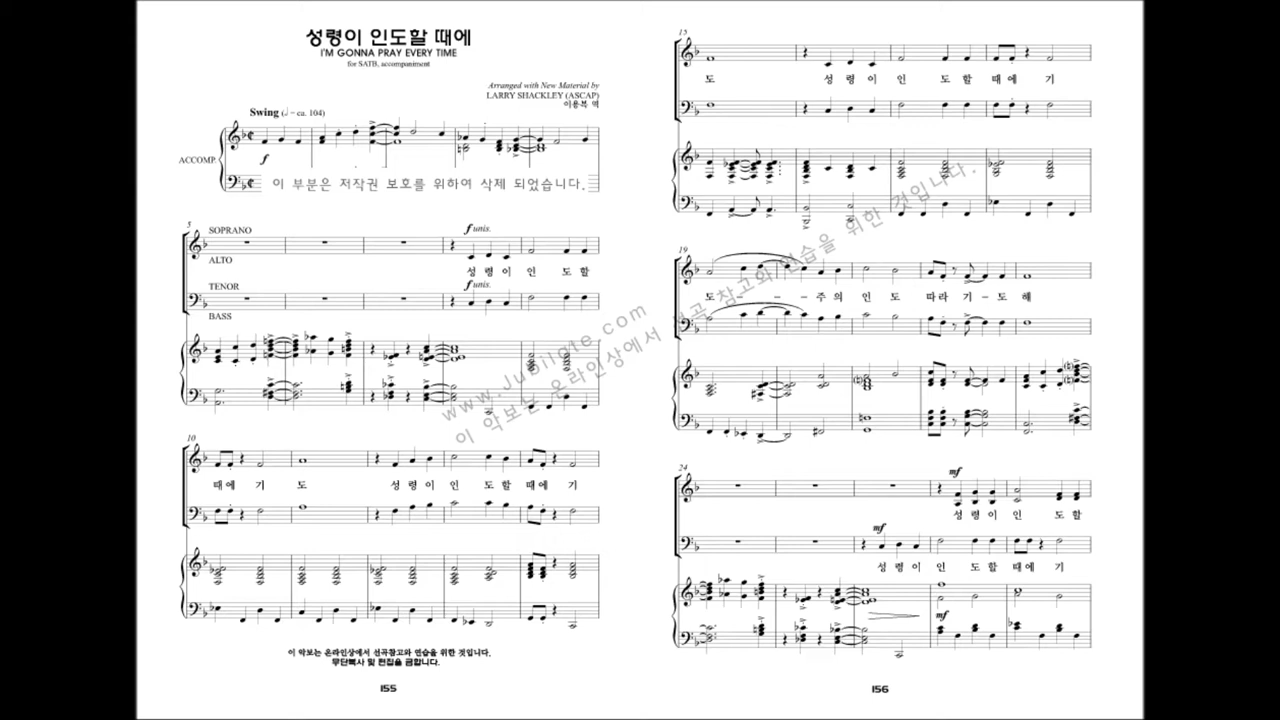 성령이 인도할 때에
I'M GONNA PRAY EVERY TIME
for SATB, accompaniment
Arranged with New Material by
LARRY SHACKLEY (ASCAP)
이용복 역
Swing (♩ = ca. 104)
ACCOMP.
f
이 부분은 저작권 보호를 위하여 삭제 되었습니다.
5
SOPRANO
f unis.
ALTO
성 령 이 인 도 할
TENOR
f unis.
BASS
10
때 에 기 도 성 령 이 인 도 할 때 에 기
이 악보는 온라인상에서 선곡참고와 연습을 위한 것입니다.
무단복사 및 편집을 금합니다.
155
www.Jubilate.com
이 악보는 온라인상에서 선곡 참고와 연습을 위한 것입니다.
15
도 성 령 이 인 도 할 때 에 기
19
도 - - - 주 의 인 도 따 라 기 - 도 해
24
mf
성 령 이 인 도 할
mf
성 령 이 인 도 할 때 에 기
mf
156